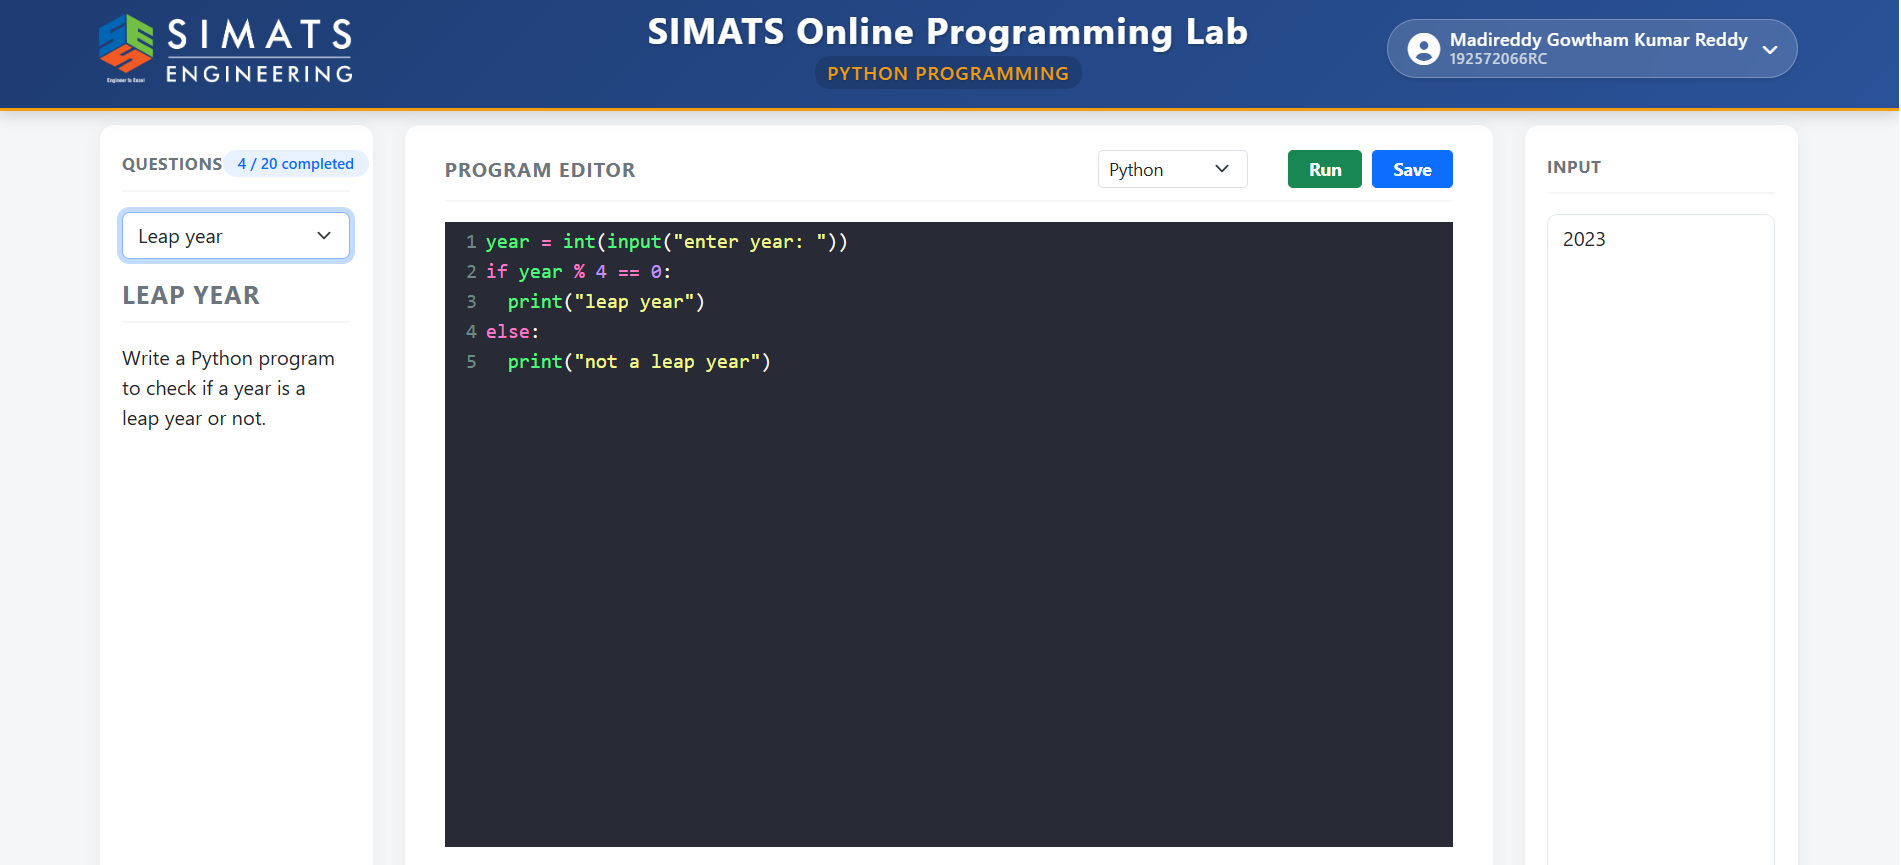 SIMATS
ENGINEERING
Engineer to Excel
SIMATS Online Programming Lab
PYTHON PROGRAMMING
Madireddy Gowtham Kumar Reddy
192572066RC
QUESTIONS
4 / 20 completed
Leap year
LEAP YEAR
Write a Python program
to check if a year is a
leap year or not.
PROGRAM EDITOR
Python
Run
Save
1 year = int(input("enter year: "))
2 if year % 4 == 0:
3   print("leap year")
4 else:
5   print("not a leap year")
INPUT
2023